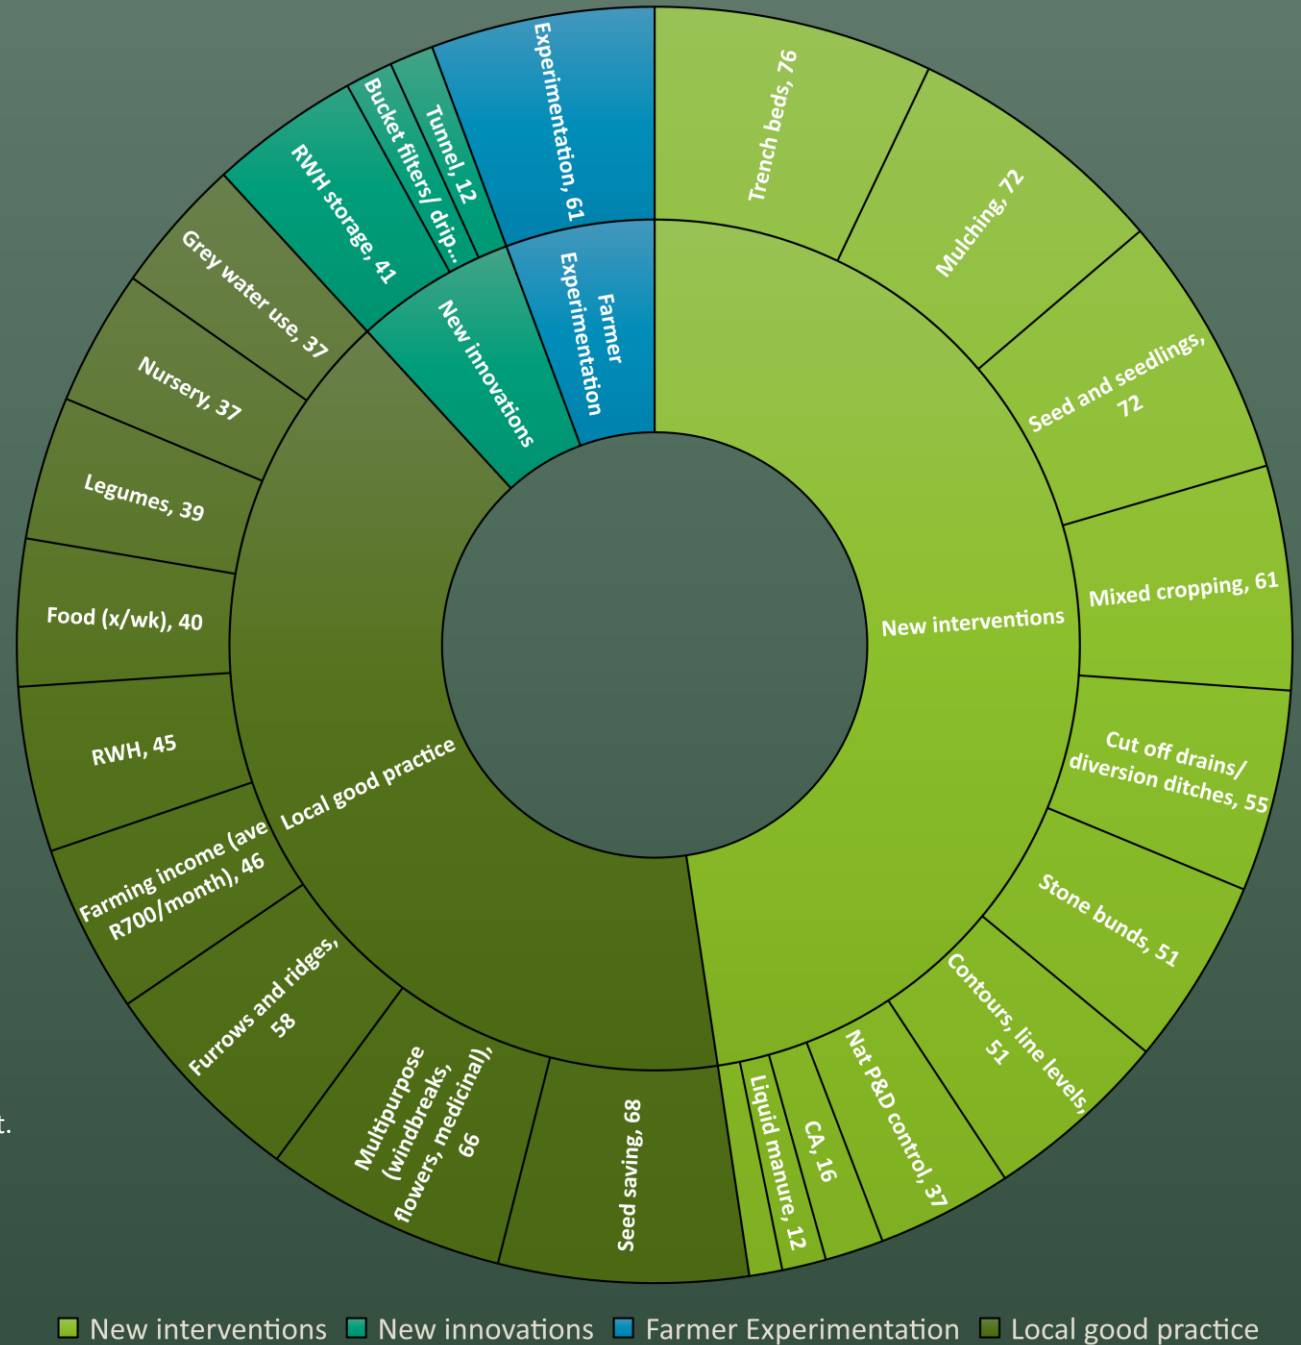 Experimentation, 61
Trench beds, 76
Mulching, 72
Seed and seedlings,
72
Mixed cropping, 61
Cut off drains/
diversion ditches, 55
Stone bunds, 51
Contours, line levels,
51
Nat P&D control, 37
CA, 16
Liquid manure, 12
Seed saving, 68
Multipurpose
(windbreaks,
flowers, medicinal),
66
Furrows and ridges,
58
Farming income (ave
R700/month), 46
RWH, 45
Food (x/wk), 40
Legumes, 39
Nursery, 37
Grey water use, 37
RWH storage, 41
Bucket filters/ drip...
Tunnel, 12
Farmer
Experimentation
New innovations
New interventions
Local good practice
t.
New interventions
New innovations
Farmer Experimentation
Local good practice